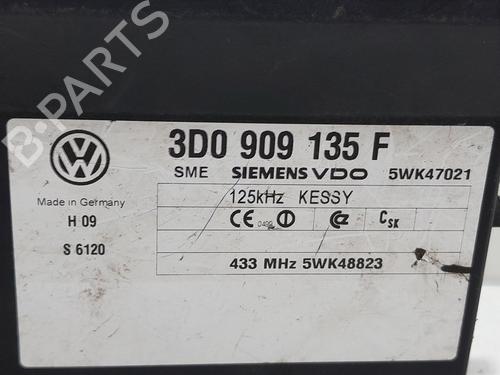 B-PARTS
3D0 909 135 F
SME SIEMENS VDO 5WK47021
Made in Germany
125kHz KESSY
H 09
CE 0499 CSK
S 6120
433 MHz 5WK48823